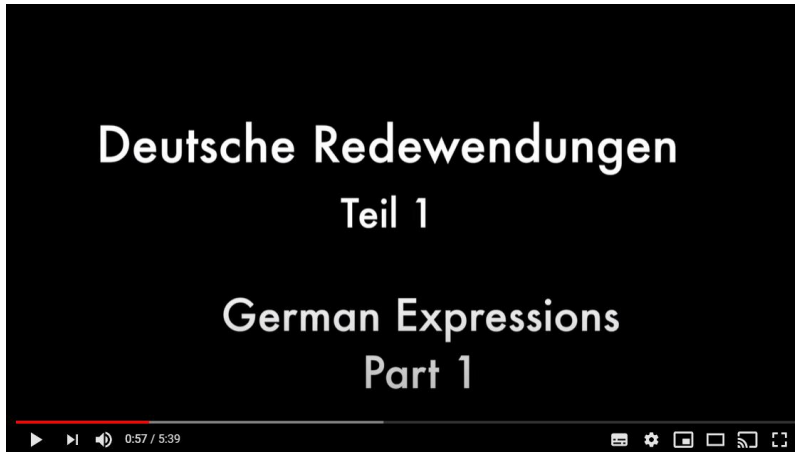 Deutsche Redewendungen
Teil 1
German Expressions
Part 1
0:57 / 5:39